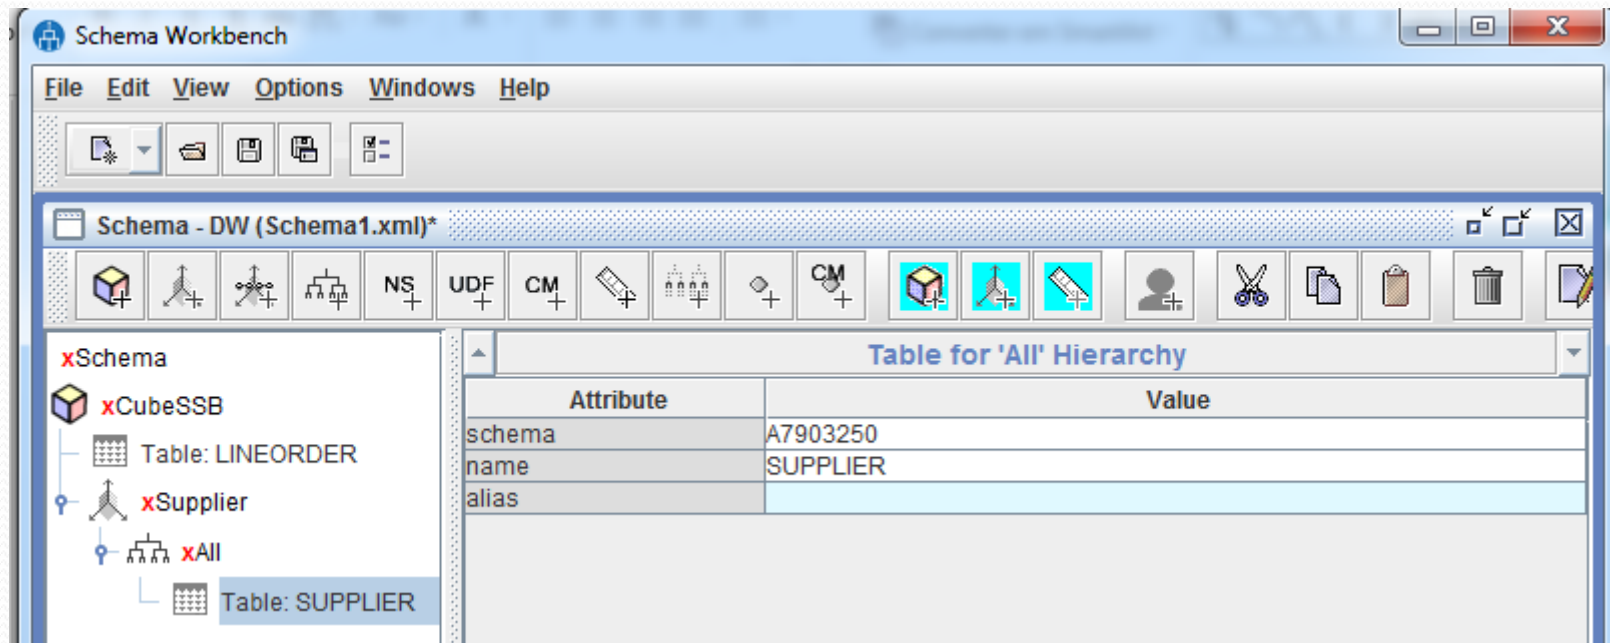 Schema Workbench
File Edit View Options Windows Help
Schema - DW (Schema1.xml)*
NS UDF CM CM
xSchema
xCubeSSB
Table: LINEORDER
xSupplier
xAll
Table: SUPPLIER
Table for 'All' Hierarchy
Attribute Value
schema A7903250
name SUPPLIER
alias